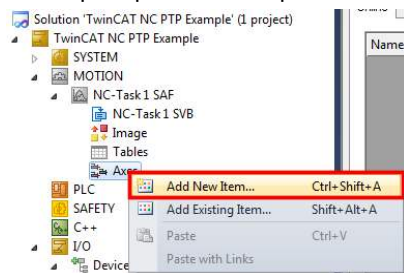 Solution 'TwinCAT NC PTP Example' (1 project)
TwinCAT NC PTP Example
SYSTEM
MOTION
NC-Task 1 SAF
NC-Task 1 SVB
Image
Tables
Axes
PLC
SAFETY
C++
I/O
Device
Name
Add New Item... Ctrl+Shift+A
Add Existing Item... Shift+Alt+A
Paste Ctrl+V
Paste with Links